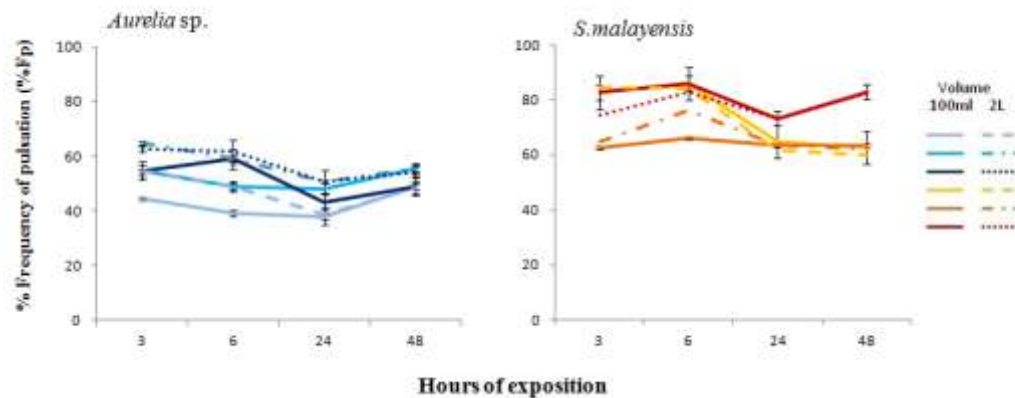 Aurelia sp.
S.malayensis
% Frequency of pulsation (%Fp)
100
80
60
40
20
0
3 6 24 48
100
80
60
40
20
0
3 6 24 48
Volume
100ml 2L
Hours of exposition